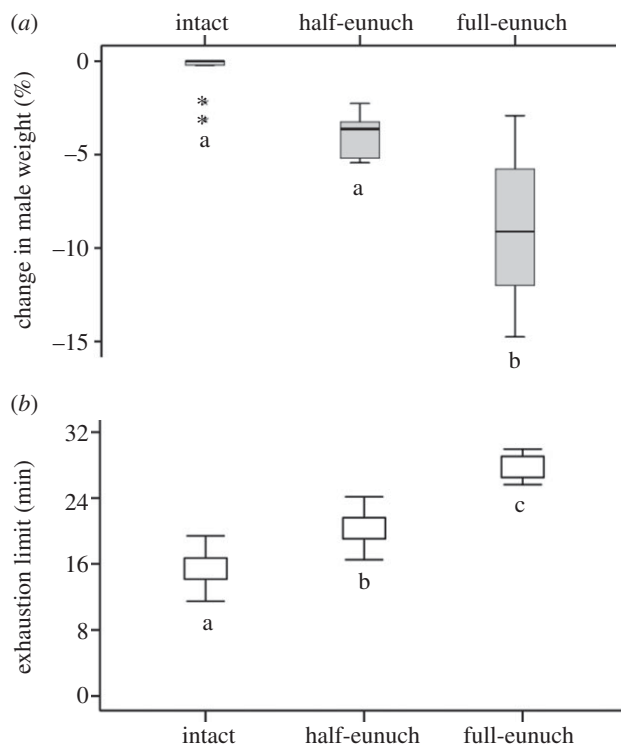 (a)
intact half-eunuch full-eunuch
change in male weight (%)
0
–5
–10
–15
*
*
a
a
b
(b)
exhaustion limit (min)
32
24
16
8
0
a
b
c
intact half-eunuch full-eunuch